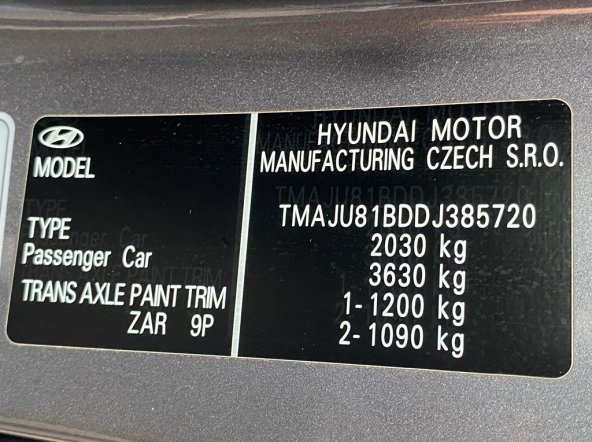 MODEL
TYPE
Passenger Car
TRANS AXLE PAINT TRIM
ZAR 9P
HYUNDAI MOTOR
MANUFACTURING CZECH S.R.O.
TMAJU81BDDJ385720
2030 kg
3630 kg
1- 1200 kg
2- 1090 kg